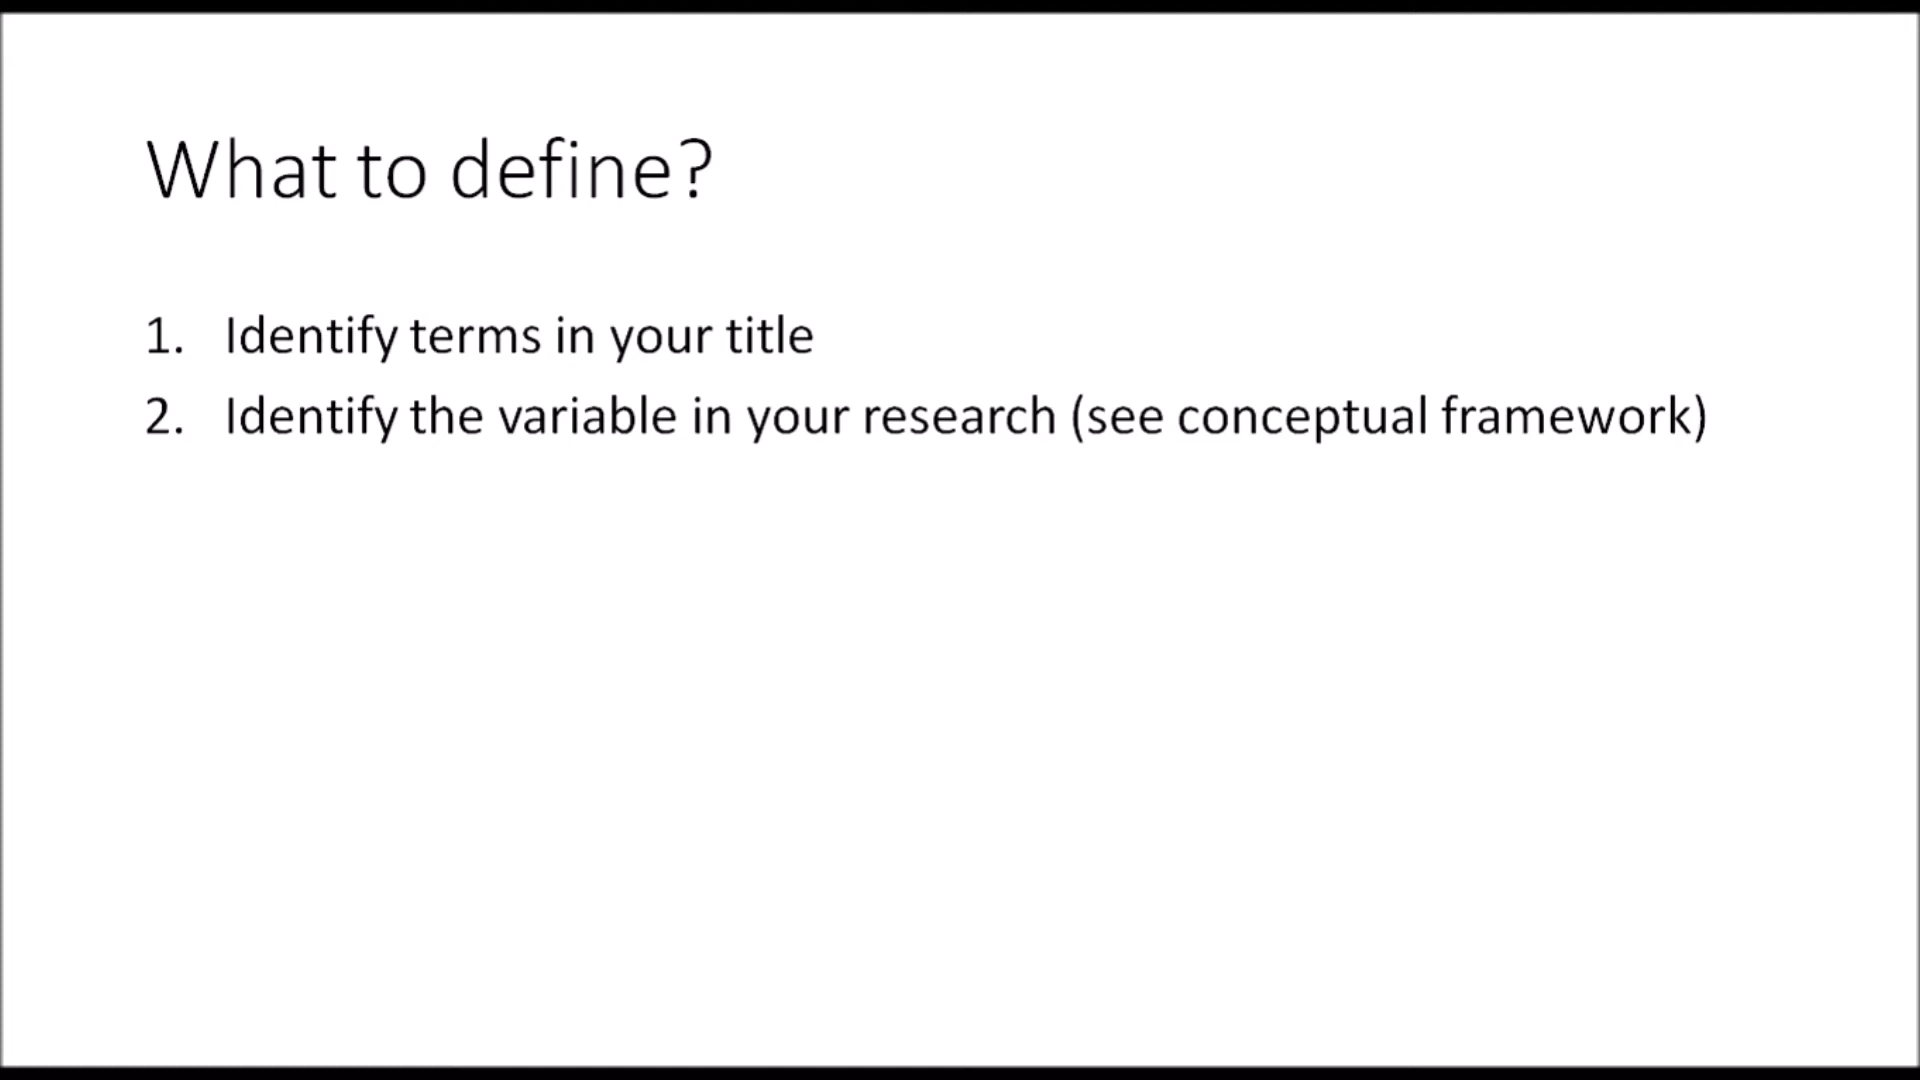 What to define?
1. Identify terms in your title
2. Identify the variable in your research (see conceptual framework)